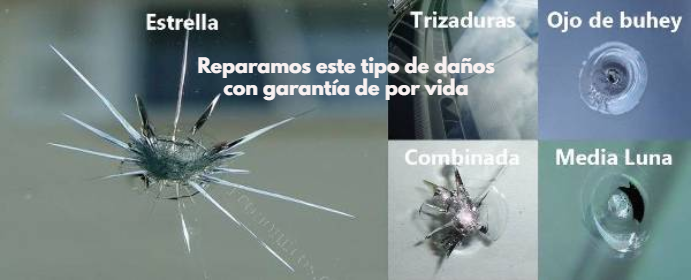 Estrella
Trizaduras
Ojo de buhey
Reparamos este tipo de daños
con garantía de por vida
Combinada
Media Luna